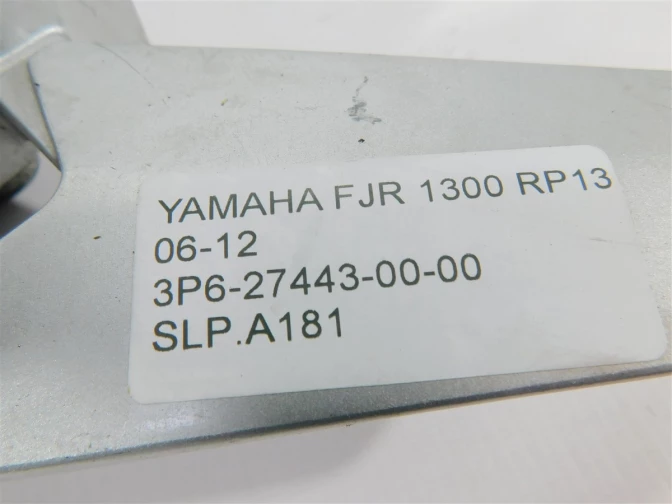 YAMAHA FJR 1300 RP13
06-12
3P6-27443-00-00
SLP.A181